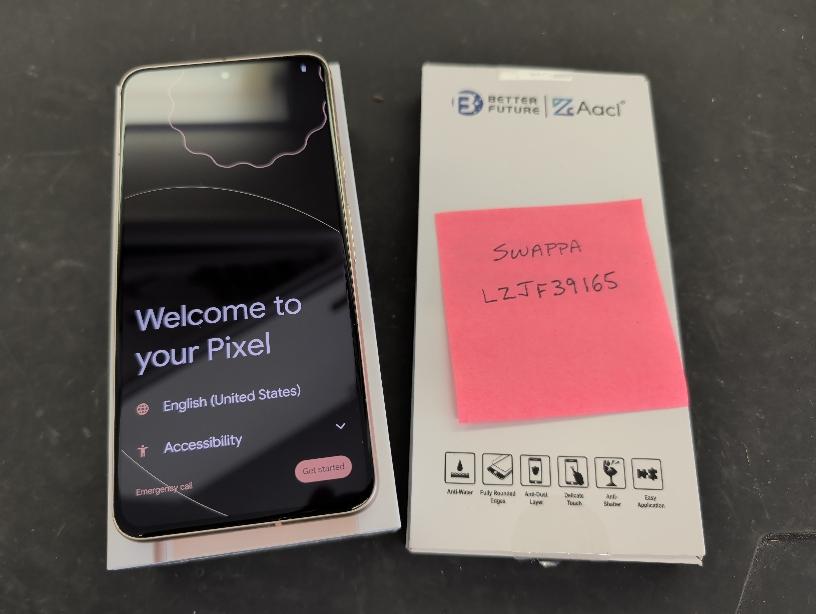 Welcome to
your Pixel
English (United States)
Accessibility
Get started
Emergency call
BETTER
FUTURE
Aacl
SWAPPA
LZJF39165
Anti-Water
Fully Rounded
Edges
Anti-Dust
Layer
Delicate
Touch
Anti-
Shatter
Easy
Application